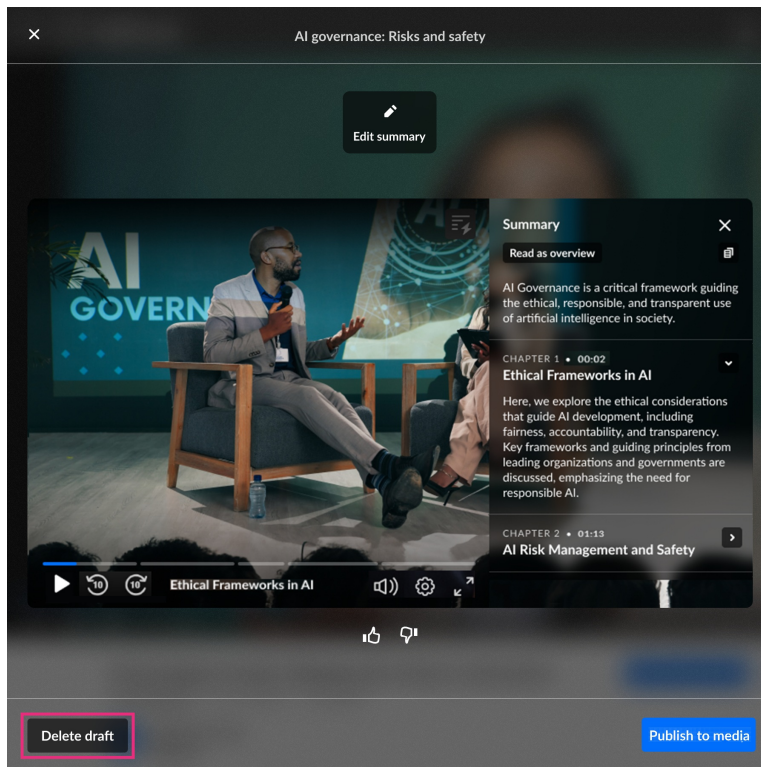 AI governance: Risks and safety
Edit summary
AI
GOVERN
AI
10
10
Ethical Frameworks in AI
Summary
Read as overview
AI Governance is a critical framework guiding
the ethical, responsible, and transparent use
of artificial intelligence in society.
CHAPTER 1 • 00:02
Ethical Frameworks in AI
Here, we explore the ethical considerations
that guide AI development, including
fairness, accountability, and transparency.
Key frameworks and guiding principles from
leading organizations and governments are
discussed, emphasizing the need for
responsible AI.
CHAPTER 2 • 01:13
AI Risk Management and Safety
Delete draft
Publish to media